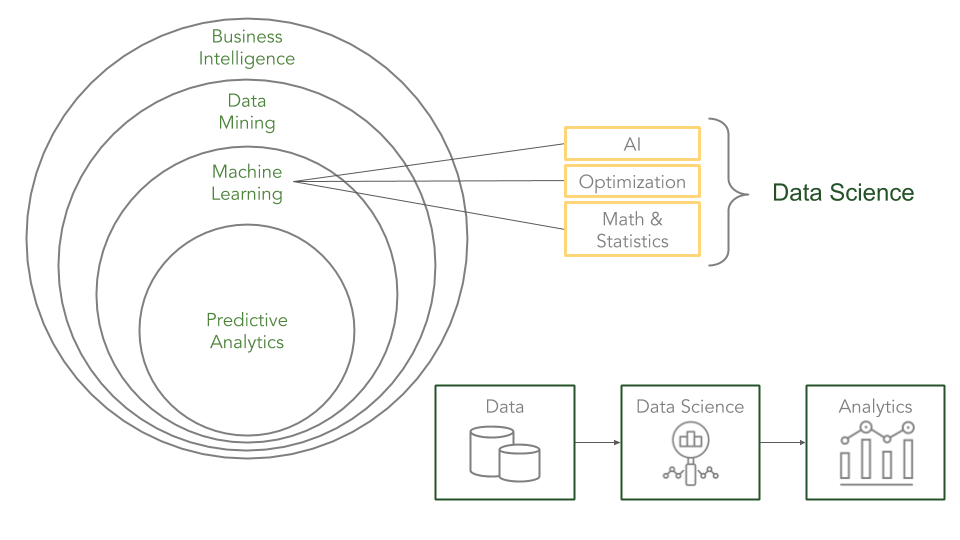 Business
Intelligence
Data
Mining
Machine
Learning
Predictive
Analytics
AI
Optimization
Math &
Statistics
Data Science
Data
Data Science
Analytics